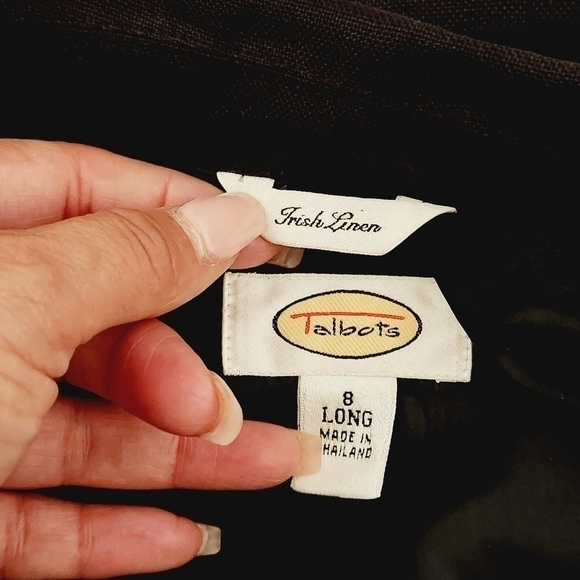 Irish Linen
Talbots
8
LONG
MADE IN
HAILAND